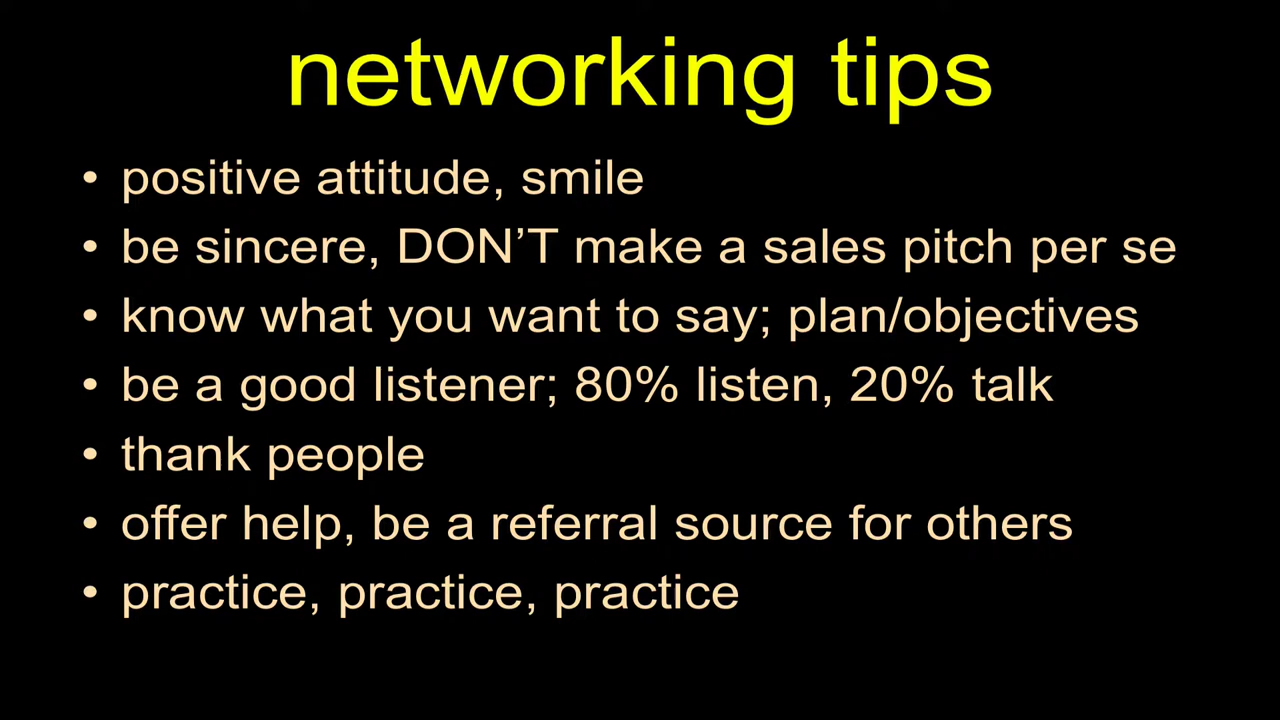 networking tips
• positive attitude, smile
• be sincere, DON’T make a sales pitch per se
• know what you want to say; plan/objectives
• be a good listener; 80% listen, 20% talk
• thank people
• offer help, be a referral source for others
• practice, practice, practice